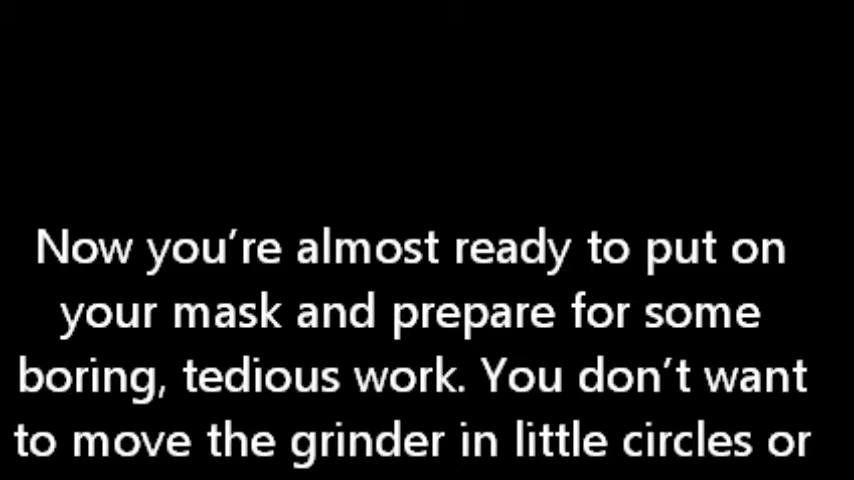 Now you’re almost ready to put on
your mask and prepare for some
boring, tedious work. You don’t want
to move the grinder in little circles or